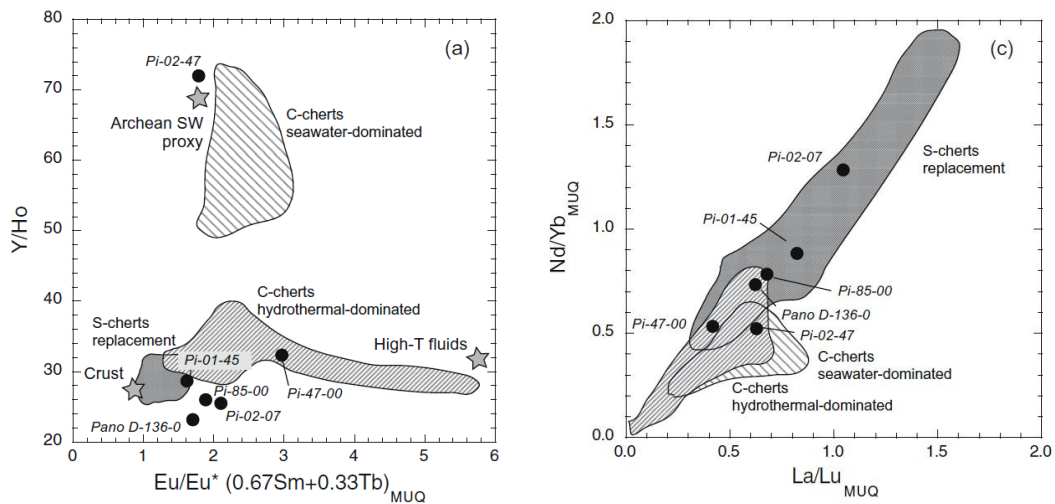 (a)
80
70
60
50
40
30
20
Y/Ho
0
1
2
3
4
5
6
Eu/Eu* (0.67Sm+0.33Tb)MUQ
Pi-02-47
Archean SW
proxy
C-cherts
seawater-dominated
C-cherts
hydrothermal-dominated
S-cherts
replacement
Pi-01-45
High-T fluids
Crust
Pi-85-00
Pi-47-00
Pi-02-07
Pano D-136-0
(c)
2.0
1.5
1.0
0.5
0.0
Nd/YbMUQ
0.0
0.5
1.0
1.5
2.0
La/LuMUQ
Pi-02-07
S-cherts
replacement
Pi-01-45
Pi-85-00
Pano D-136-00
Pi-47-00
Pi-02-47
C-cherts
seawater-dominated
C-cherts
hydrothermal-dominated